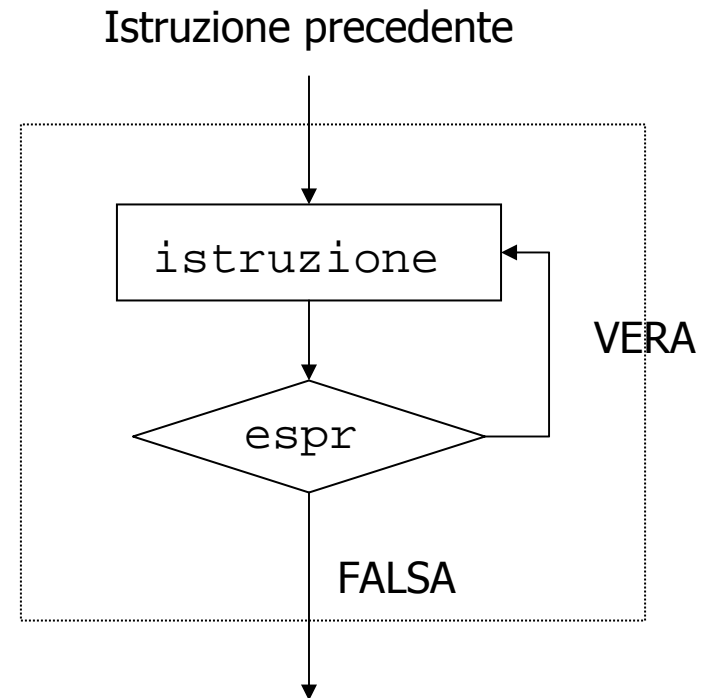 Istruzione precedente
istruzione
VERA
espr
FALSA